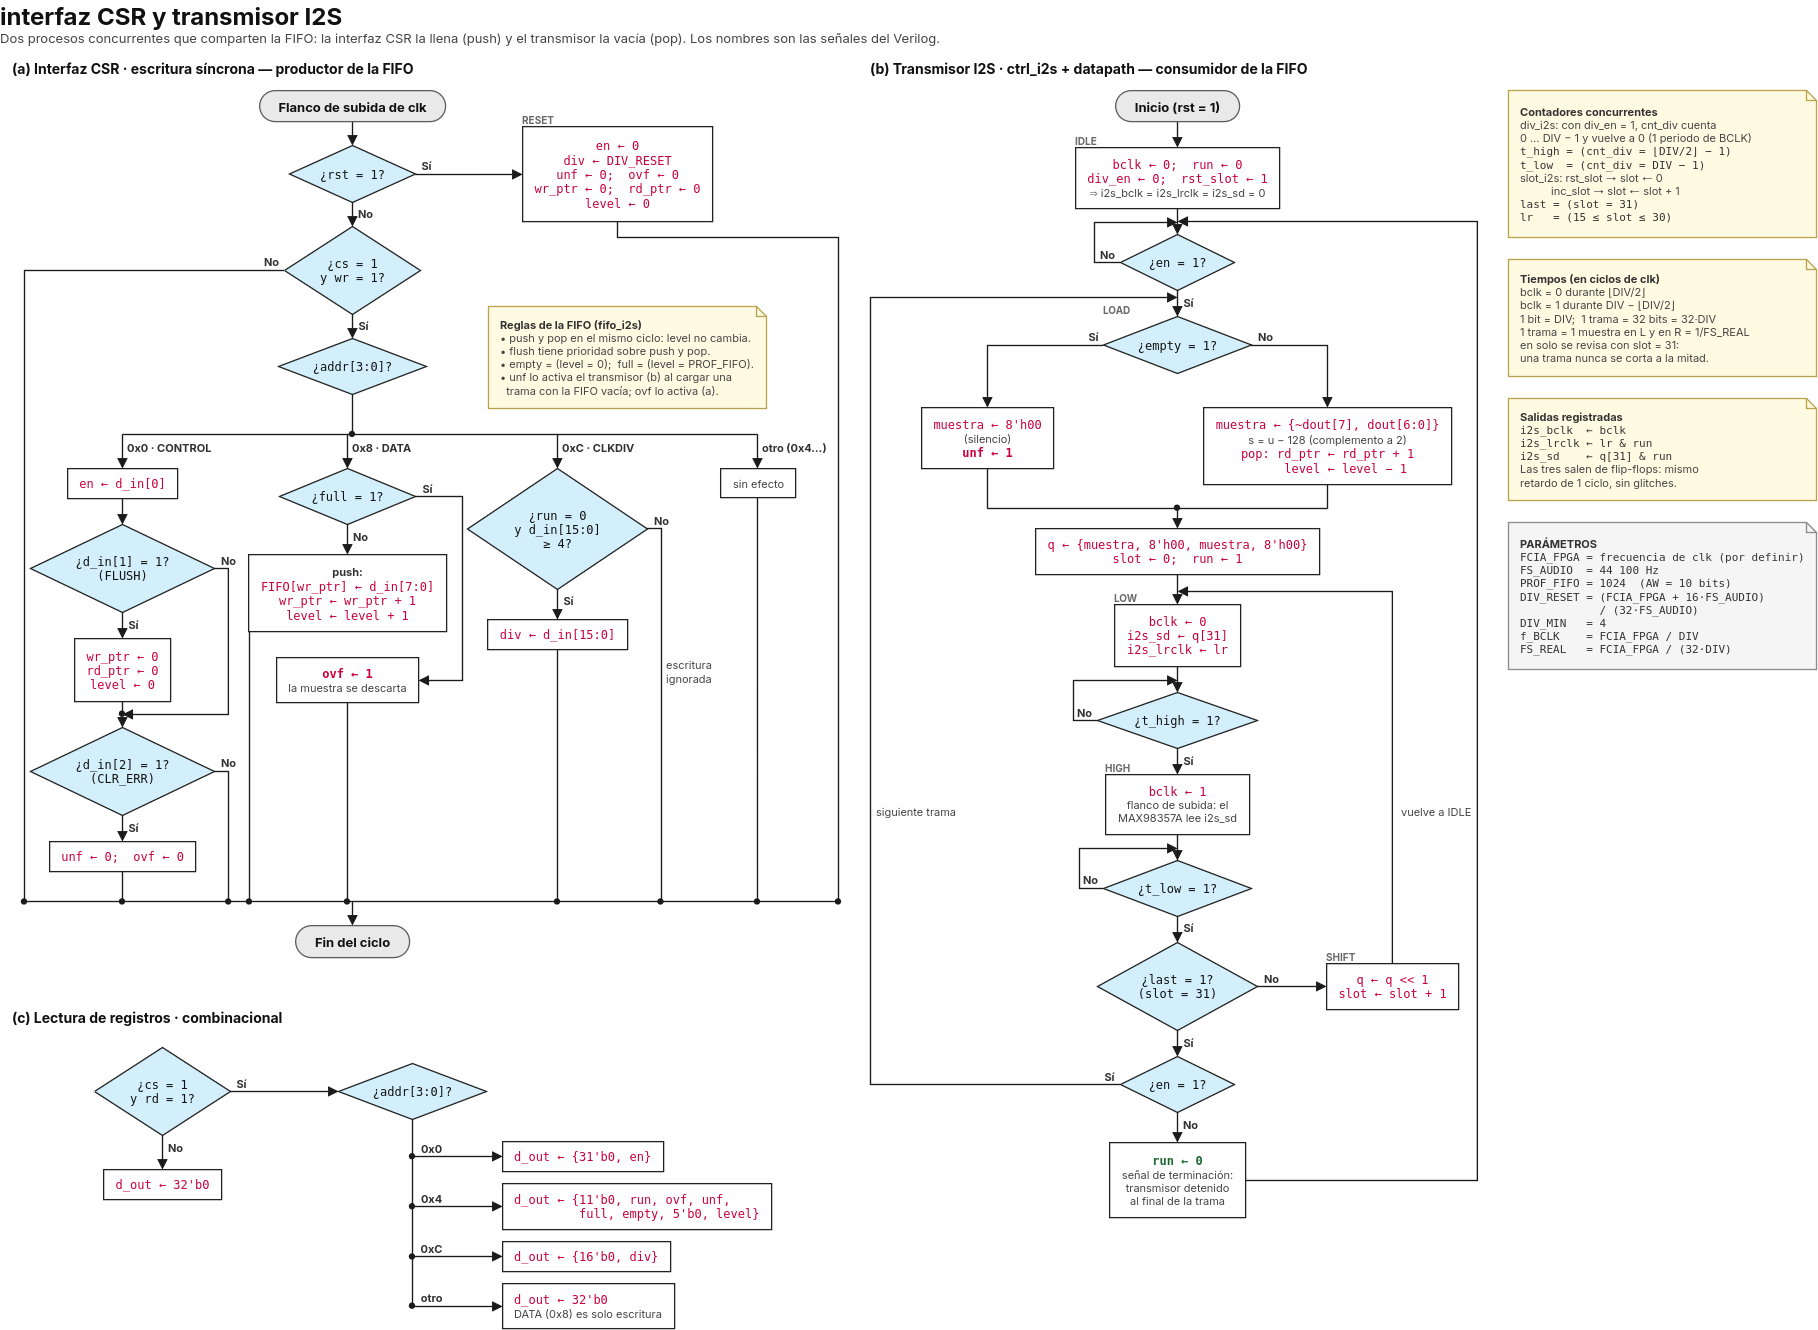 interfaz CSR y transmisor I2S
Dos procesos concurrentes que comparten la FIFO: la interfaz CSR la llena (push) y el transmisor la vacía (pop). Los nombres son las señales del Verilog.
(a) Interfaz CSR · escritura síncrona — productor de la FIFO
Flanco de subida de clk
¿rst = 1?
Sí
No
RESET
en ← 0
div ← DIV_RESET
unf ← 0;  ovf ← 0
wr_ptr ← 0;  rd_ptr ← 0
level ← 0
¿cs = 1
y wr = 1?
No
Sí
¿addr[3:0]?
Reglas de la FIFO (fifo_i2s)
• push y pop en el mismo ciclo: level no cambia.
• flush tiene prioridad sobre push y pop.
• empty = (level = 0);  full = (level = PROF_FIFO).
• unf lo activa el transmisor (b) al cargar una
trama con la FIFO vacía; ovf lo activa (a).
0x0 · CONTROL
0x8 · DATA
0xC · CLKDIV
otro (0x4...)
en ← d_in[0]
¿d_in[1] = 1?
(FLUSH)
No
Sí
wr_ptr ← 0
rd_ptr ← 0
level ← 0
¿d_in[2] = 1?
(CLR_ERR)
No
Sí
unf ← 0;  ovf ← 0
¿full = 1?
Sí
No
push:
FIFO[wr_ptr] ← d_in[7:0]
wr_ptr ← wr_ptr + 1
level ← level + 1
ovf ← 1
la muestra se descarta
¿run = 0
y d_in[15:0]
≥ 4?
No
Sí
div ← d_in[15:0]
escritura
ignorada
sin efecto
Fin del ciclo
(b) Transmisor I2S · ctrl_i2s + datapath — consumidor de la FIFO
Inicio (rst = 1)
IDLE
bclk ← 0;  run ← 0
div_en ← 0;  rst_slot ← 1
⇒ i2s_bclk = i2s_lrclk = i2s_sd = 0
¿en = 1?
No
Sí
LOAD
¿empty = 1?
Sí
No
muestra ← 8'h00
(silencio)
unf ← 1
muestra ← {~dout[7], dout[6:0]}
s = u − 128 (complemento a 2)
pop: rd_ptr ← rd_ptr + 1
level ← level − 1
q ← {muestra, 8'h00, muestra, 8'h00}
slot ← 0;  run ← 1
LOW
bclk ← 0
i2s_sd ← q[31]
i2s_lrclk ← lr
¿t_high = 1?
No
Sí
HIGH
bclk ← 1
flanco de subida: el
MAX98357A lee i2s_sd
siguiente trama
vuelve a IDLE
¿t_low = 1?
No
Sí
¿last = 1?
(slot = 31)
No
Sí
SHIFT
q ← q << 1
slot ← slot + 1
¿en = 1?
Sí
No
run ← 0
señal de terminación:
transmisor detenido
al final de la trama
Contadores concurrentes
div_i2s: con div_en = 1, cnt_div cuenta
0 ... DIV − 1 y vuelve a 0 (1 periodo de BCLK)
t_high = (cnt_div = ⌊DIV/2⌋ − 1)
t_low  = (cnt_div = DIV − 1)
slot_i2s: rst_slot → slot ← 0
inc_slot → slot ← slot + 1
last = (slot = 31)
lr   = (15 ≤ slot ≤ 30)
Tiempos (en ciclos de clk)
bclk = 0 durante ⌊DIV/2⌋
bclk = 1 durante DIV − ⌊DIV/2⌋
1 bit = DIV;  1 trama = 32 bits = 32·DIV
1 trama = 1 muestra en L y en R = 1/FS_REAL
en solo se revisa con slot = 31:
una trama nunca se corta a la mitad.
Salidas registradas
i2s_bclk  ← bclk
i2s_lrclk ← lr & run
i2s_sd    ← q[31] & run
Las tres salen de flip-flops: mismo
retardo de 1 ciclo, sin glitches.
PARÁMETROS
FCIA_FPGA = frecuencia de clk (por definir)
FS_AUDIO  = 44 100 Hz
PROF_FIFO = 1024  (AW = 10 bits)
DIV_RESET = (FCIA_FPGA + 16·FS_AUDIO)
/ (32·FS_AUDIO)
DIV_MIN   = 4
f_BCLK    = FCIA_FPGA / DIV
FS_REAL   = FCIA_FPGA / (32·DIV)
(c) Lectura de registros · combinacional
¿cs = 1
y rd = 1?
Sí
No
d_out ← 32'b0
¿addr[3:0]?
0x0
d_out ← {31'b0, en}
0x4
d_out ← {11'b0, run, ovf, unf,
full, empty, 5'b0, level}
0xC
d_out ← {16'b0, div}
otro
d_out ← 32'b0
DATA (0x8) es solo escritura